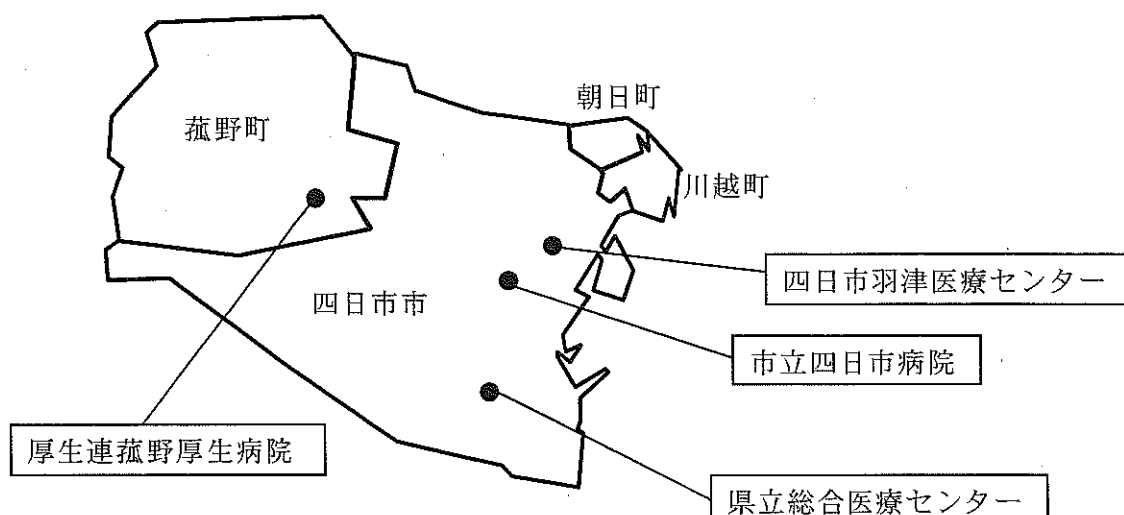 朝日町
菰野町
川越町
四日市羽津医療センター
四日市市
市立四日市病院
厚生連菰野厚生病院
県立総合医療センター